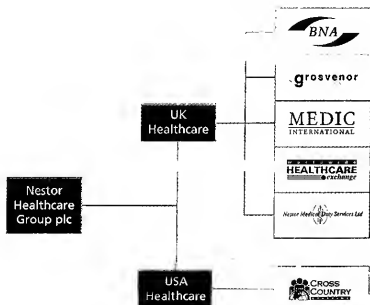 BNA
grosvenor
UK
Healthcare
MEDIC
INTERNATIONAL
worldwide
HEALTHCARE
exchange
Nestor
Healthcare
Group plc
Nestor Medical Duty Services Ltd
USA
Healthcare
CROSS
COUNTRY